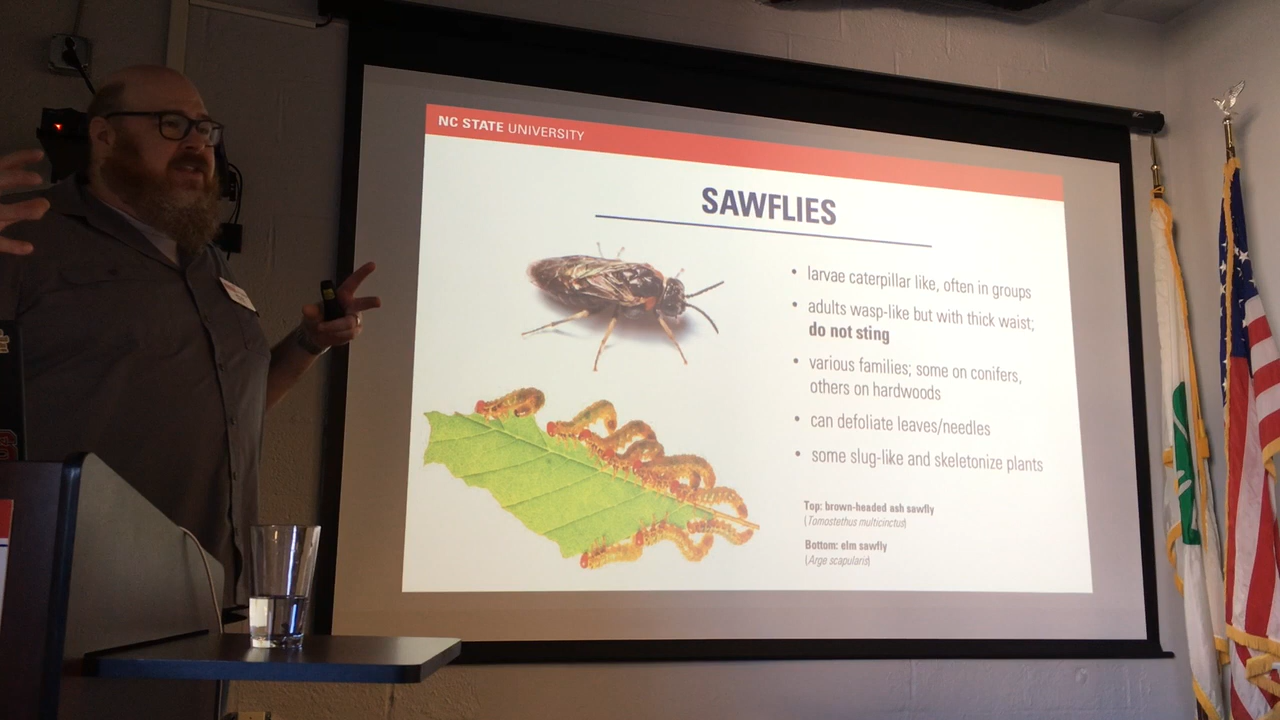 NC STATE UNIVERSITY
SAWFLIES
• larvae caterpillar like, often in groups
• adults wasp-like but with thick waist;
do not sting
• various families; some on conifers,
others on hardwoods
• can defoliate leaves/needles
• some slug-like and skeletonize plants
Top: brown-headed ash sawfly
(Tomostethus multicinctus)
Bottom: elm sawfly
(Arge scapularis)